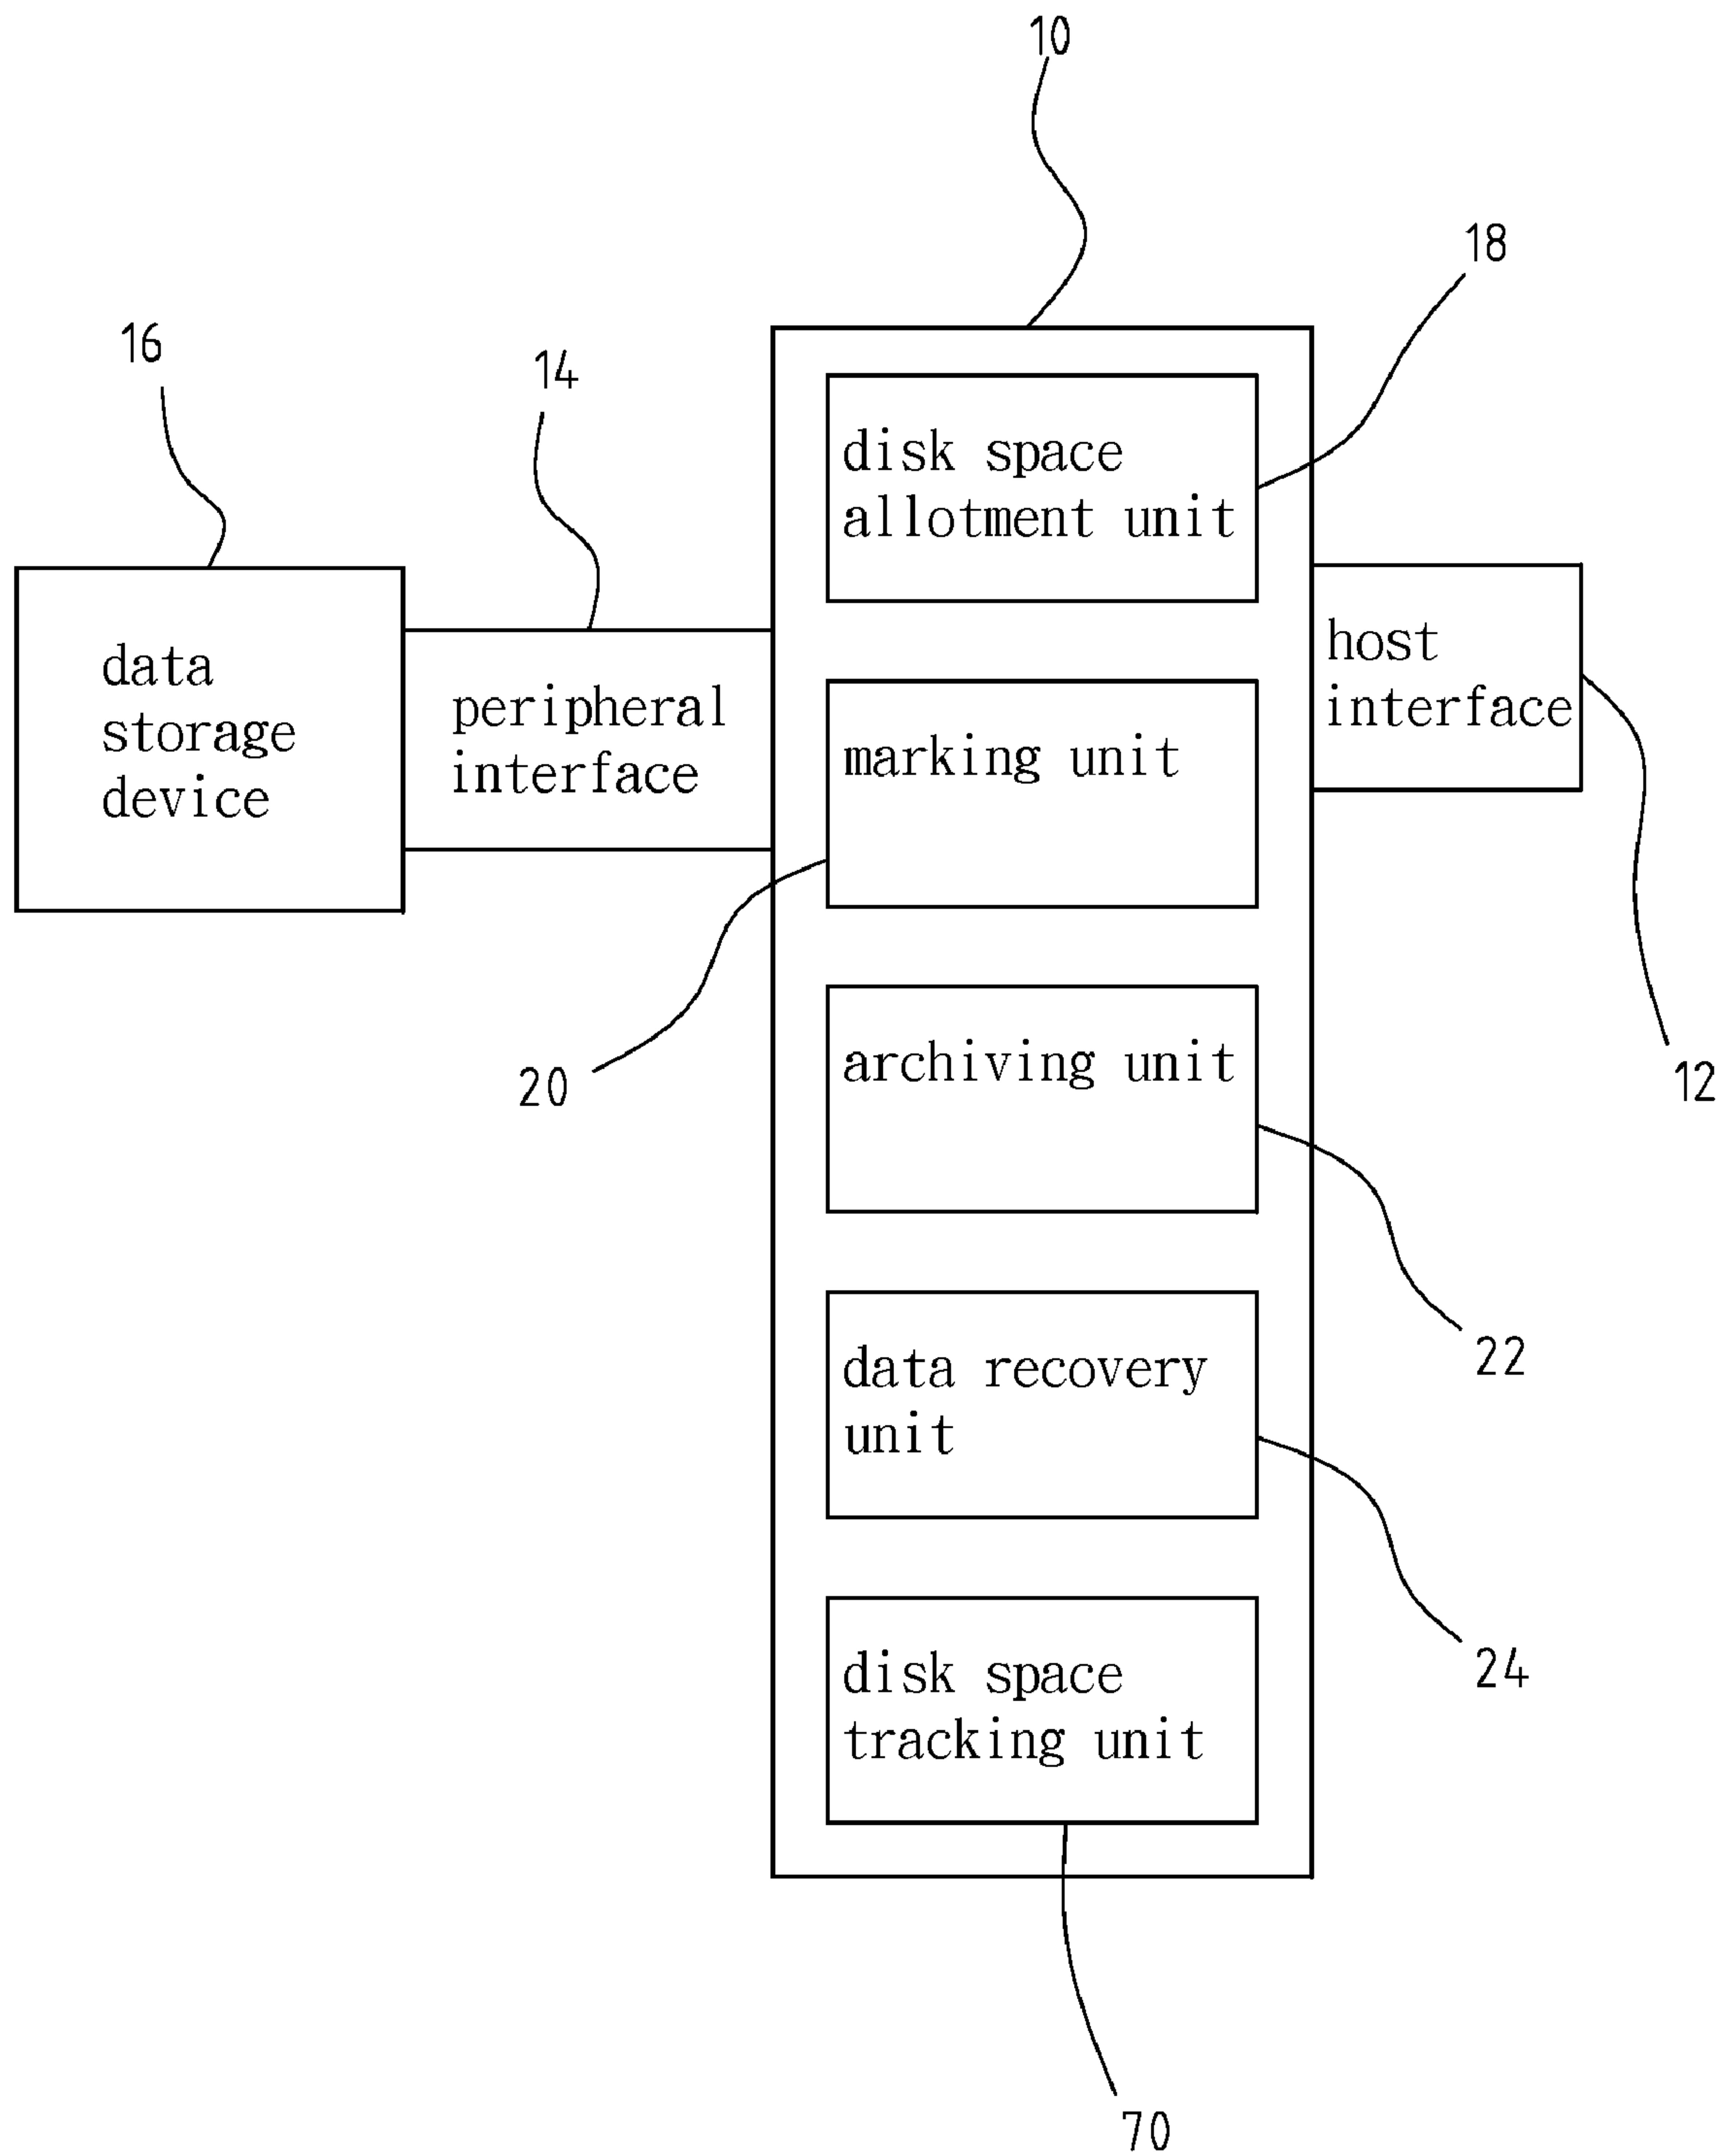 10
18
16
14
disk space
allotment unit
data
storage
device
peripheral
interface
host
interface
marking unit
20
archiving unit
12
22
data recovery
unit
24
disk space
tracking unit
70